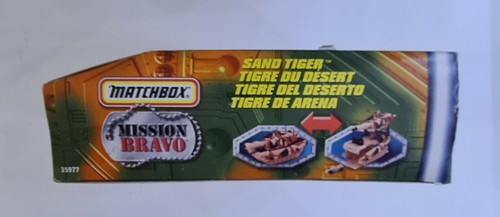 MATCHBOX
MISSION
BRAVO
35977
SAND TIGER™
TIGRE DU DESERT
TIGRE DEL DESERTO
TIGRE DE ARENA